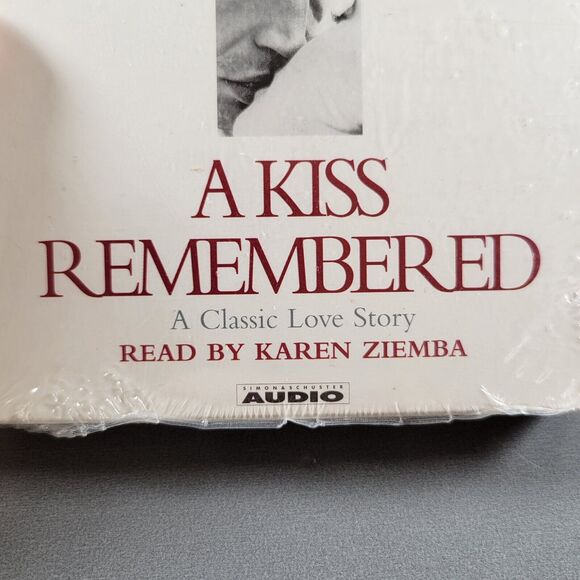 A KISS
REMEMBERED
A Classic Love Story
READ BY KAREN ZIEMBA
SIMON & SCHUSTER
AUDIO